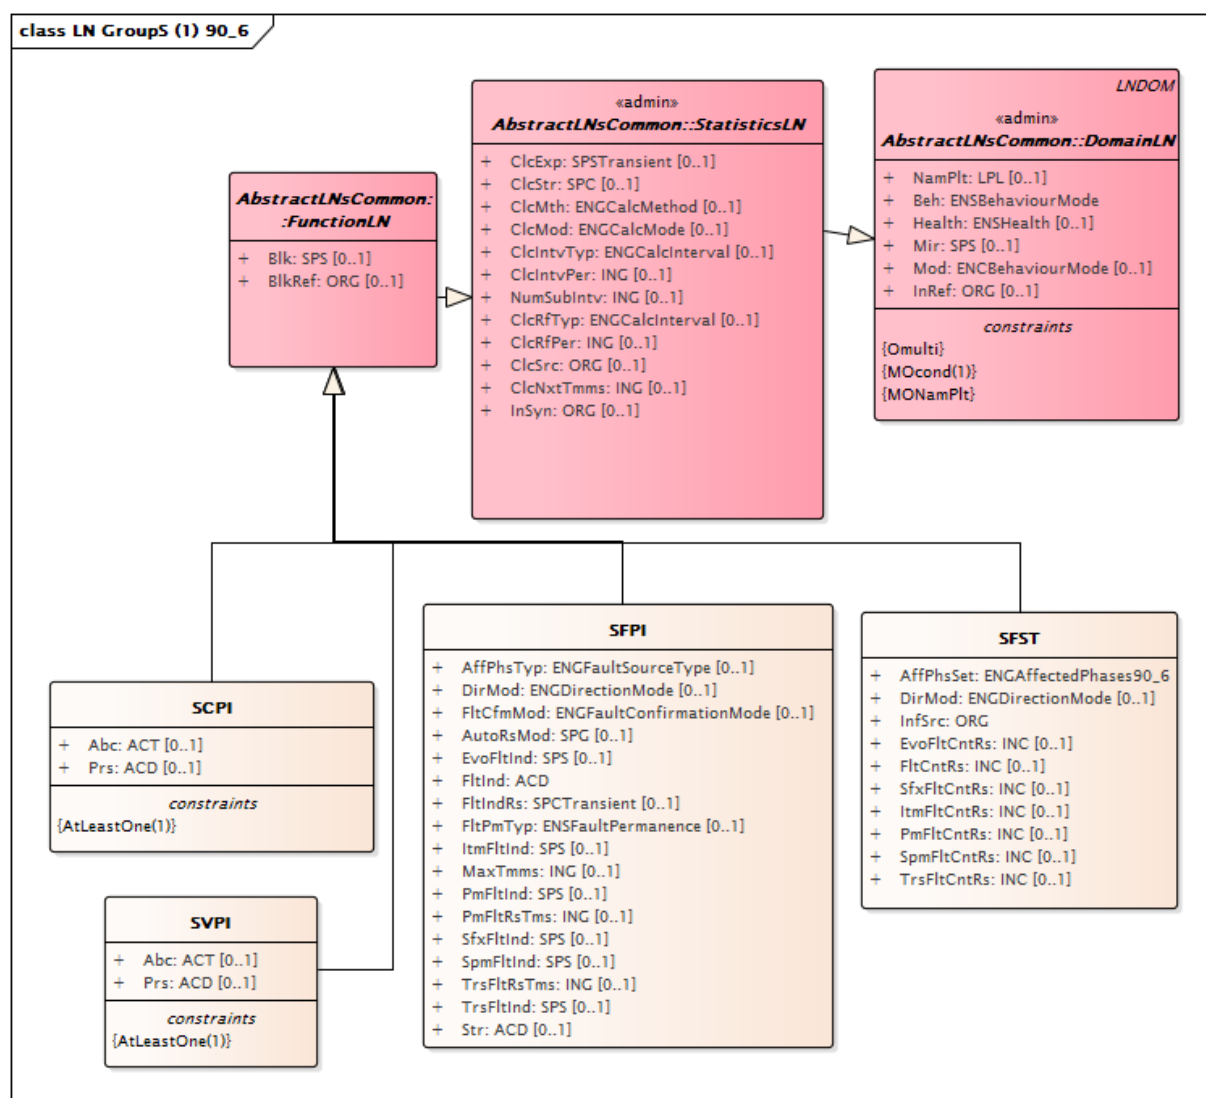 class LN GroupS (1) 90_6
LNDOM
«admin»
AbstractLNsCommon::DomainLN
+ NamPlt: LPL [0..1]
+ Beh: ENSBehaviourMode
+ Health: ENSHealth [0..1]
+ Mir: SPS [0..1]
+ Mod: ENCBehaviourMode [0..1]
+ InRef: ORG [0..1]
constraints
{Omulti}
{MOcond(1)}
{MONamPlt}
«admin»
AbstractLNsCommon::StatisticsLN
+ ClcExp: SPSTransient [0..1]
+ ClcStr: SPC [0..1]
+ ClcMth: ENGCalcMethod [0..1]
+ ClcMod: ENGCalcMode [0..1]
+ ClcIntvTyp: ENGCalcInterval [0..1]
+ ClcIntvPer: ING [0..1]
+ NumSubIntv: ING [0..1]
+ ClcRfTyp: ENGCalcInterval [0..1]
+ ClcRfPer: ING [0..1]
+ ClcSrc: ORG [0..1]
+ ClcNxtTmms: ING [0..1]
+ InSyn: ORG [0..1]
AbstractLNsCommon:
:FunctionLN
+ Blk: SPS [0..1]
+ BlkRef: ORG [0..1]
SCPI
+ Abc: ACT [0..1]
+ Prs: ACD [0..1]
constraints
{AtLeastOne(1)}
SVPI
+ Abc: ACT [0..1]
+ Prs: ACD [0..1]
constraints
{AtLeastOne(1)}
SFPI
+ AffPhsTyp: ENGFaultSourceType [0..1]
+ DirMod: ENGDirectionMode [0..1]
+ FltCfmMod: ENGFaultConfirmationMode [0..1]
+ AutoRsMod: SPG [0..1]
+ EvoFltInd: SPS [0..1]
+ FltInd: ACD
+ FltIndRs: SPCTransient [0..1]
+ FltPmTyp: ENSFaultPermanence [0..1]
+ ItmFltInd: SPS [0..1]
+ MaxTmms: ING [0..1]
+ PmFltInd: SPS [0..1]
+ PmFltRsTms: ING [0..1]
+ SfxFltInd: SPS [0..1]
+ SpmFltInd: SPS [0..1]
+ TrsFltRsTms: ING [0..1]
+ TrsFltInd: SPS [0..1]
+ Str: ACD [0..1]
SFST
+ AffPhsSet: ENGAffectedPhases90_6
+ DirMod: ENGDirectionMode [0..1]
+ InfSrc: ORG
+ EvoFltCntRs: INC [0..1]
+ FltCntRs: INC [0..1]
+ SfxFltCntRs: INC [0..1]
+ ItmFltCntRs: INC [0..1]
+ PmFltCntRs: INC [0..1]
+ SpmFltCntRs: INC [0..1]
+ TrsFltCntRs: INC [0..1]